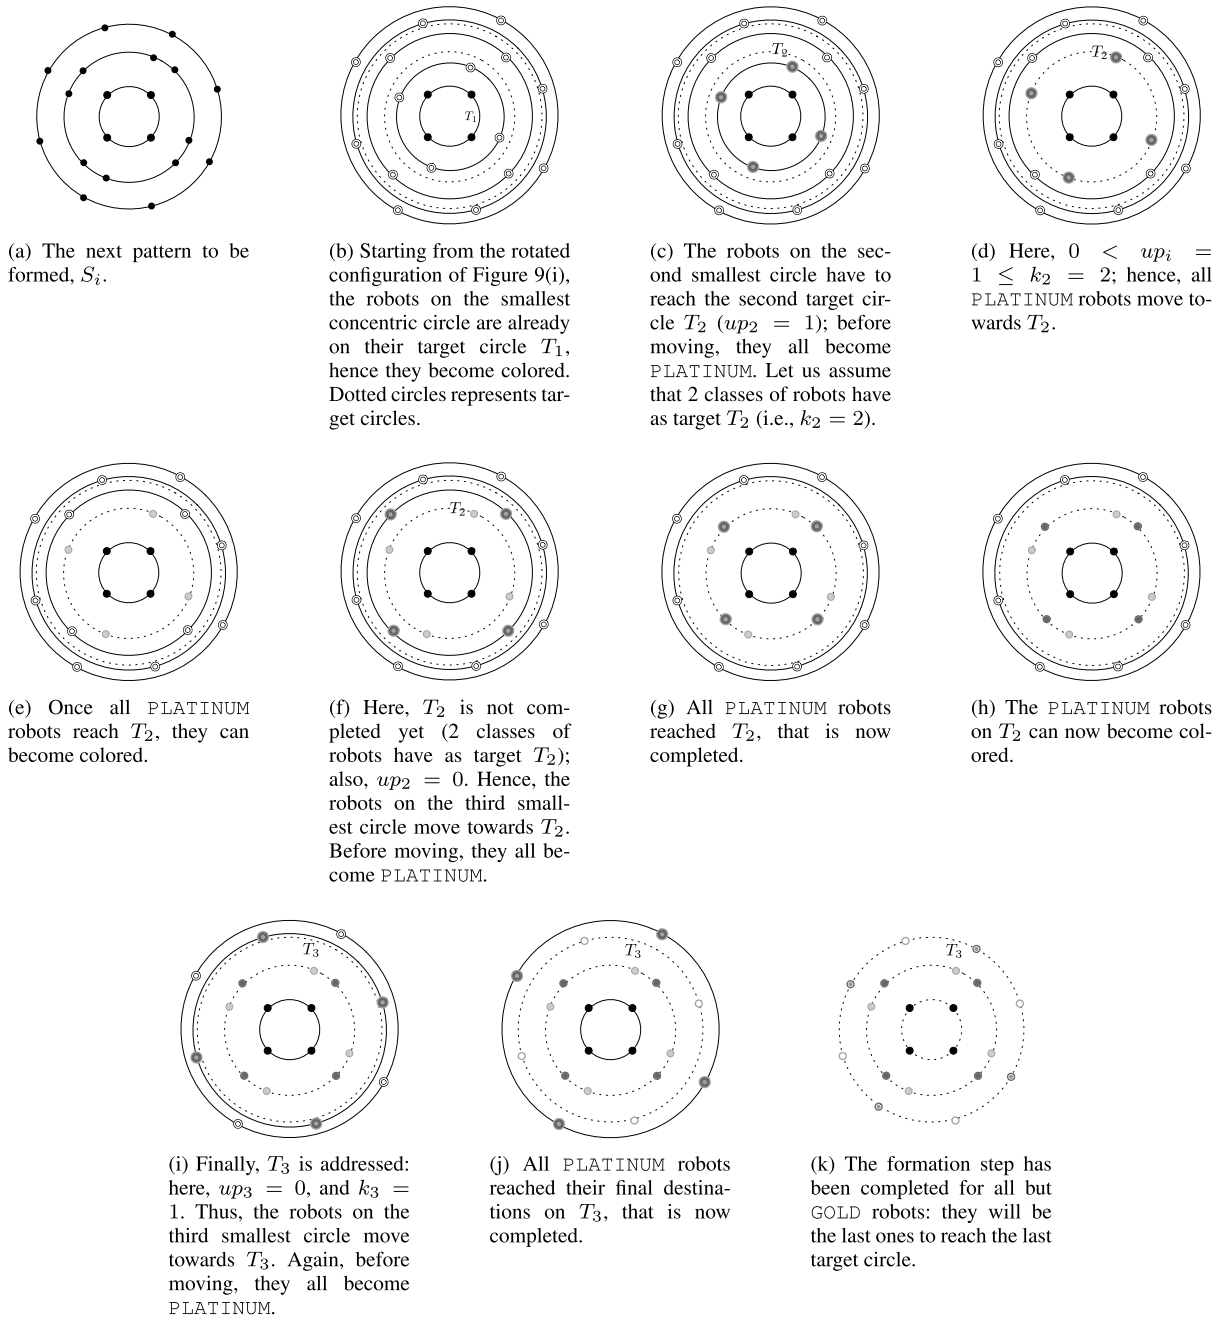 T₁
T₂
T₂
(a) The next pattern to be
formed, Sᵢ.
(b) Starting from the rotated
configuration of Figure 9(i),
the robots on the smallest
concentric circle are already
on their target circle T₁,
hence they become colored.
Dotted circles represents tar-
get circles.
(c) The robots on the sec-
ond smallest circle have to
reach the second target cir-
cle T₂ (up₂ = 1); before
moving, they all become
PLATINUM. Let us assume
that 2 classes of robots have
as target T₂ (i.e., k₂ = 2).
(d) Here, 0 < upᵢ =
1 ≤ k₂ = 2; hence, all
PLATINUM robots move to-
wards T₂.
T₂
(e) Once all PLATINUM
robots reach T₂, they can
become colored.
(f) Here, T₂ is not com-
pleted yet (2 classes of
robots have as target T₂);
also, up₂ = 0. Hence, the
robots on the third small-
est circle move towards T₂.
Before moving, they all be-
come PLATINUM.
(g) All PLATINUM robots
reached T₂, that is now
completed.
(h) The PLATINUM robots
on T₂ can now become col-
ored.
T₃
T₃
T₃
(i) Finally, T₃ is addressed:
here, up₃ = 0, and k₃ =
1. Thus, the robots on the
third smallest circle move
towards T₃. Again, before
moving, they all become
PLATINUM.
(j) All PLATINUM robots
reached their final destina-
tions on T₃, that is now
completed.
(k) The formation step has
been completed for all but
GOLD robots: they will be
the last ones to reach the last
target circle.